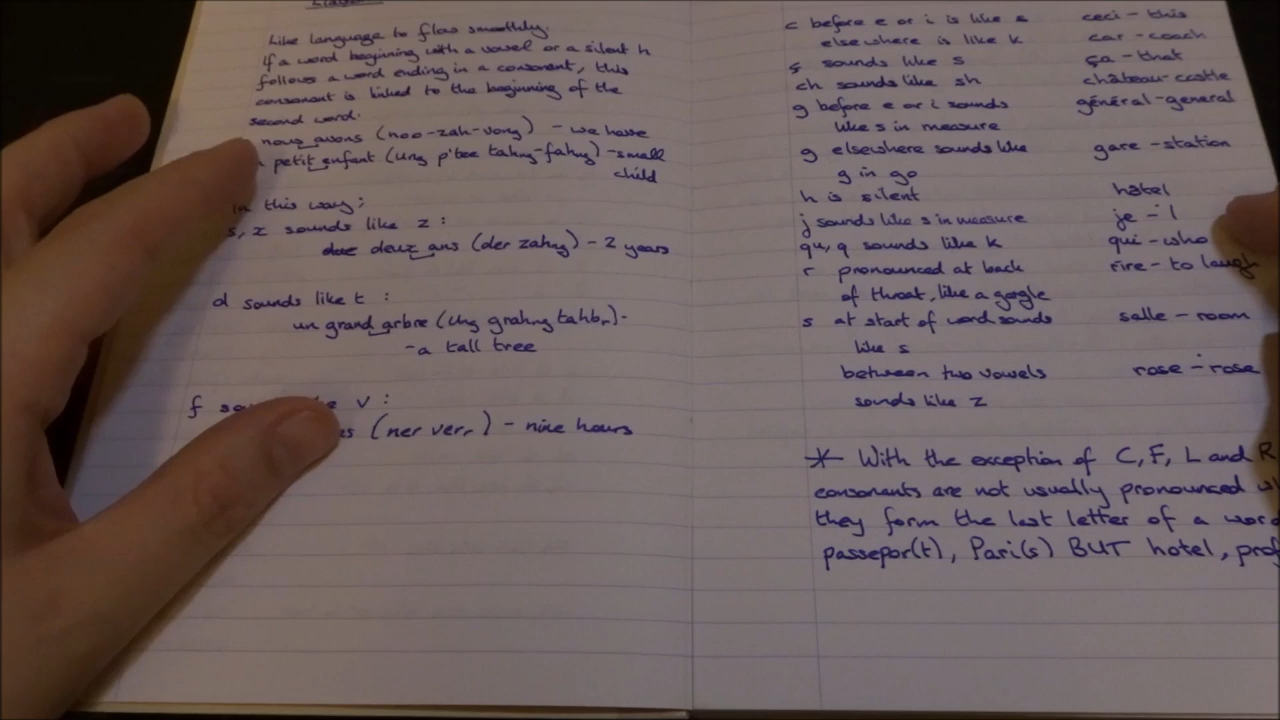 Like language to flow smoothly.
If a word beginning with a vowel or a silent h
follows a word ending in a consonant, this
consonant is linked to the beginning of the
second word.
nous avons (noo-zah-vong) - we have
petit enfant (ung p'tee tahng-fahng) - small
child
In this way;
s, x sounds like z:
deux ans (der zahng) - 2 years
d sounds like t:
un grand arbre (ung grahng tahbr) -
- a tall tree
f v:
(ner verr) - nine hours
c before e or i is like s ceci - this
elsewhere is like k car - coach
ç sounds like s ça - that
ch sounds like sh château - castle
g before e or i sounds général - general
like s in measure
g elsewhere sounds like gare - station
g in go
h is silent hôtel
j sounds like s in measure je - I
qu, q sounds like k qui - who
r pronounced at back rire - to laugh
of throat, like a gogle
s at start of word sounds salle - room
like s
between two vowels rose - rose
sounds like z
* With the exception of C, F, L and R
consonants are not usually pronounced
they form the last letter of a word
passepor(t), Pari(s) BUT hotel,